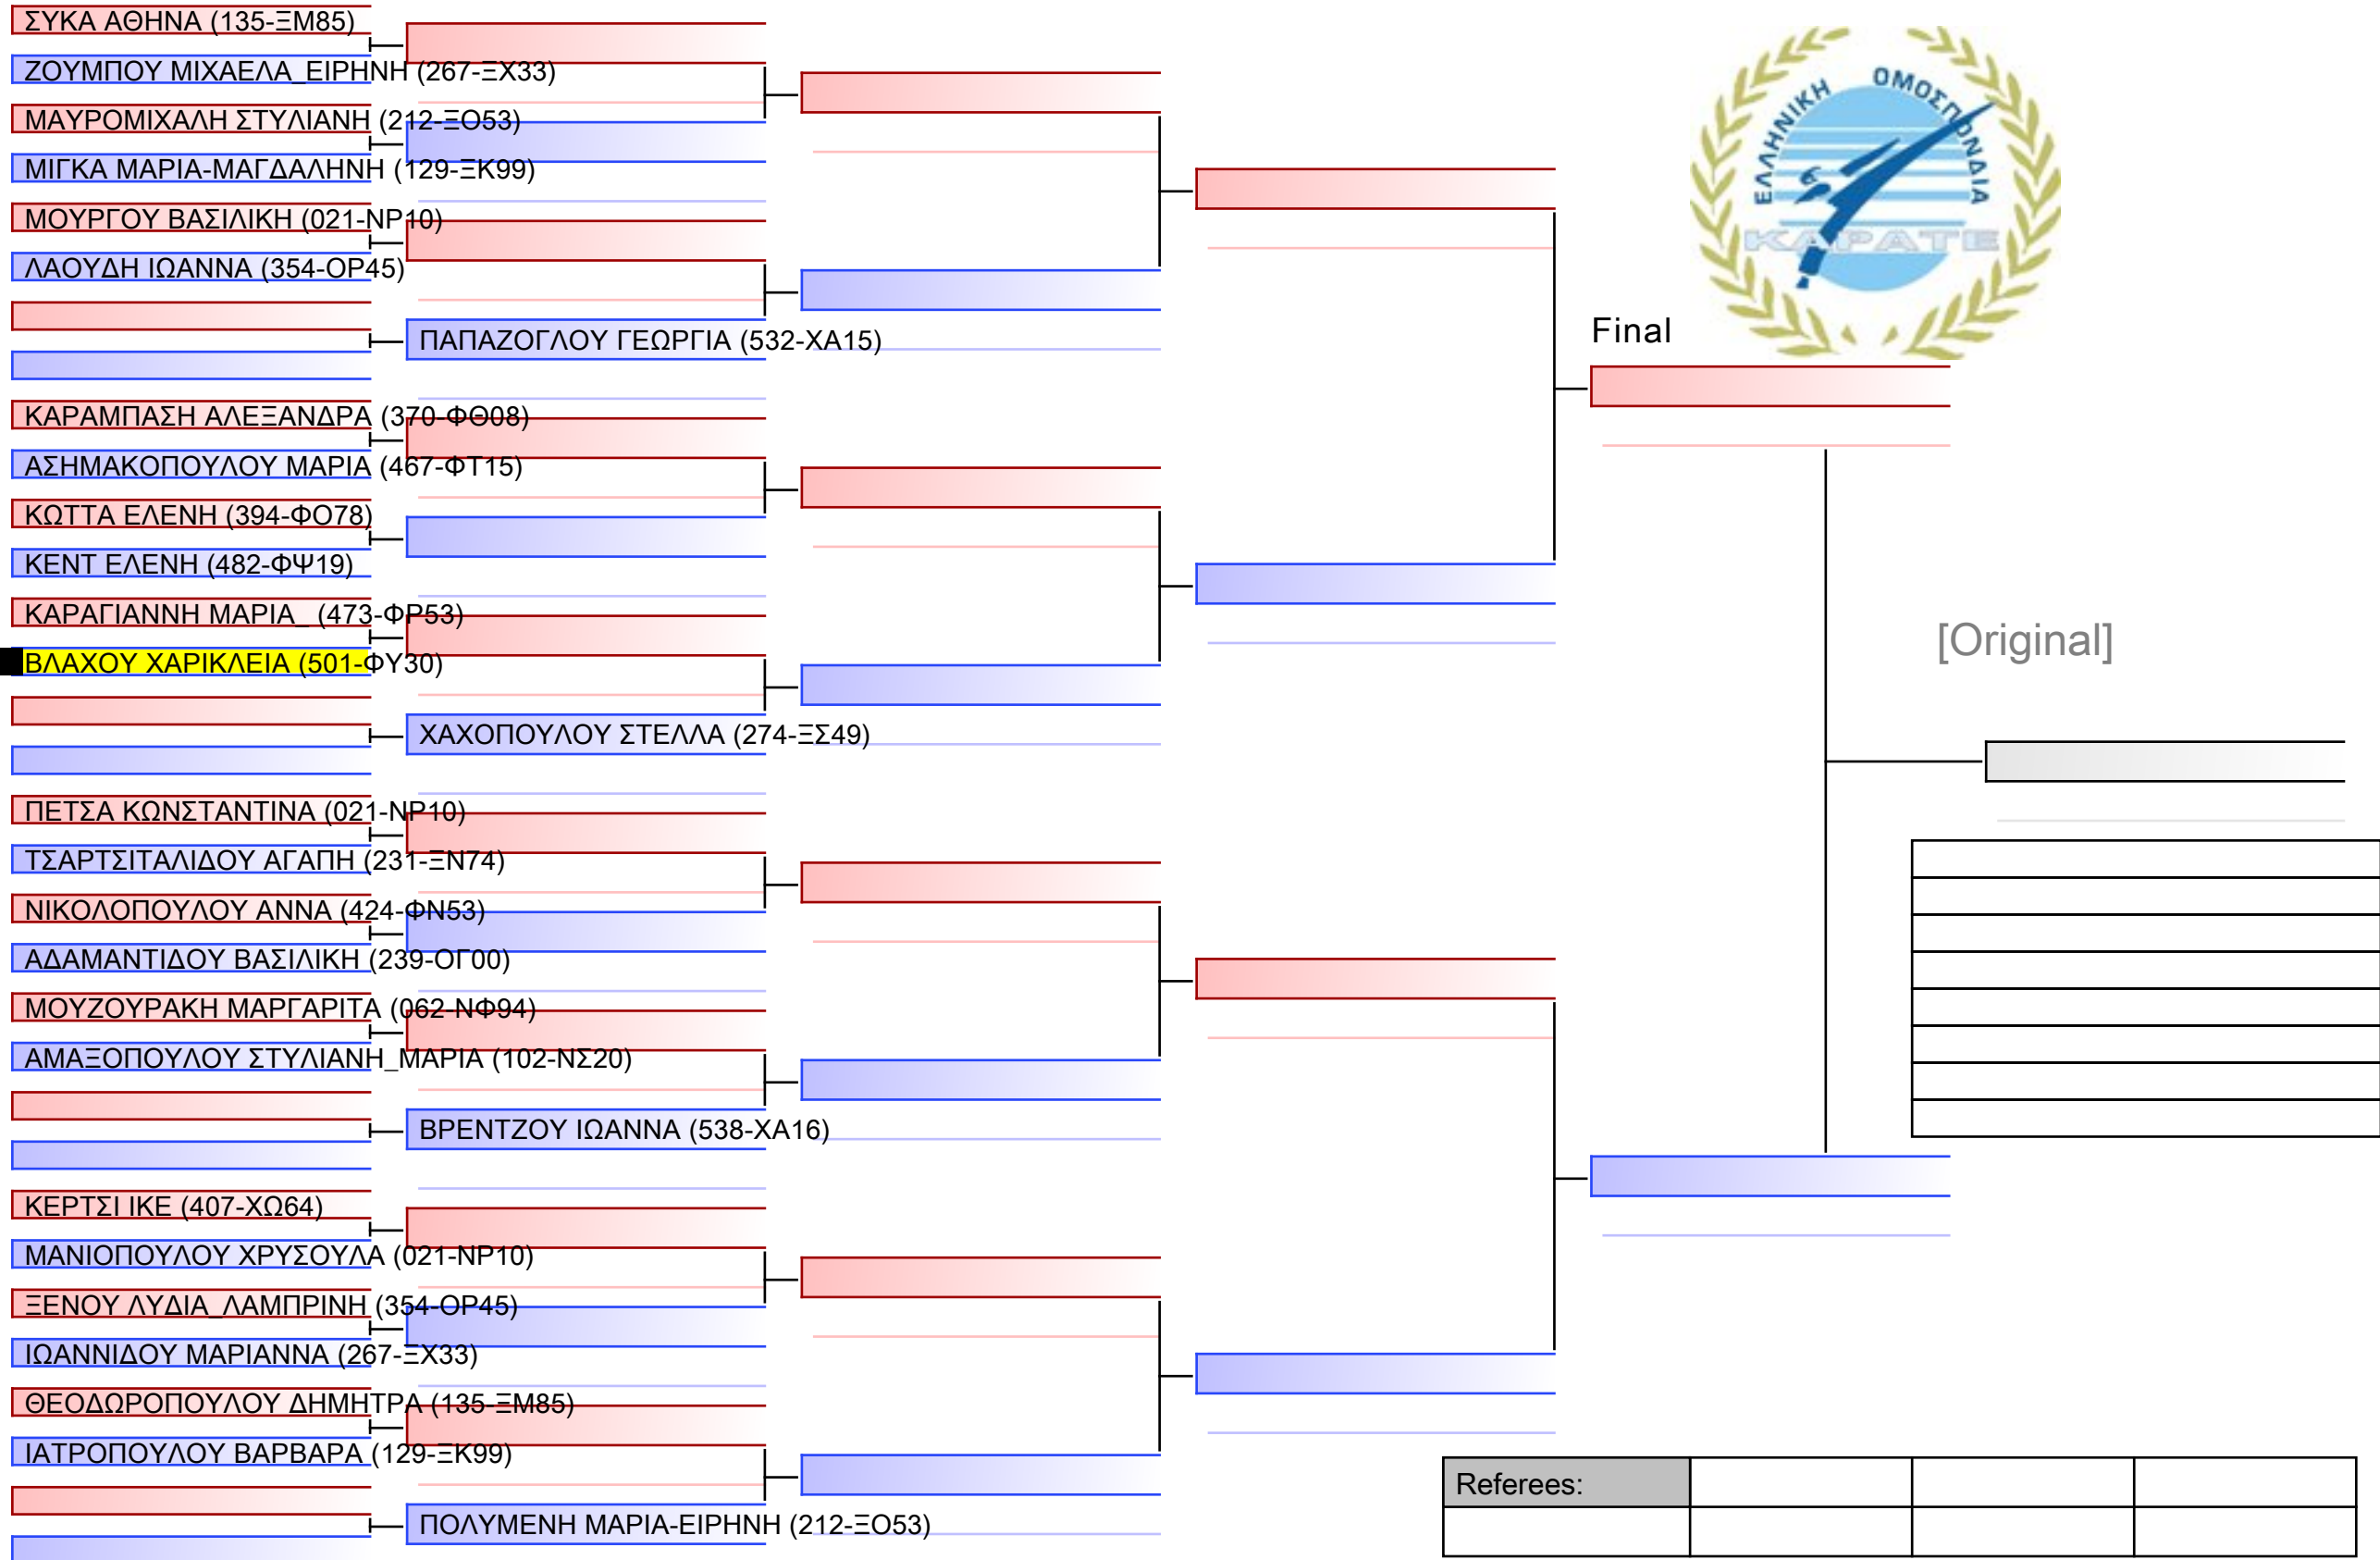 ΣΥΚΑ ΑΘΗΝΑ (135-ΞΜ85)
ΖΟΥΜΠΟΥ ΜΙΧΑΕΛΑ_ΕΙΡΗΝΗ (267-ΞΧ33)
ΜΑΥΡΟΜΙΧΑΛΗ ΣΤΥΛΙΑΝΗ (212-ΞΟ53)
ΜΙΓΚΑ ΜΑΡΙΑ-ΜΑΓΔΑΛΗΝΗ (129-ΞΚ99)
ΜΟΥΡΓΟΥ ΒΑΣΙΛΙΚΗ (021-ΝΡ10)
ΛΑΟΥΔΗ ΙΩΑΝΝΑ (354-ΟΡ45)
ΠΑΠΑΖΟΓΛΟΥ ΓΕΩΡΓΙΑ (532-ΧΑ15)
ΚΑΡΑΜΠΑΣΗ ΑΛΕΞΑΝΔΡΑ (370-ΦΘ08)
ΑΣΗΜΑΚΟΠΟΥΛΟΥ ΜΑΡΙΑ (467-ΦΤ15)
ΚΩΤΤΑ ΕΛΕΝΗ (394-ΦΟ78)
ΚΕΝΤ ΕΛΕΝΗ (482-ΦΨ19)
ΚΑΡΑΓΙΑΝΝΗ ΜΑΡΙΑ_ (473-ΦΡ53)
ΒΛΑΧΟΥ ΧΑΡΙΚΛΕΙΑ (501-ΦΥ30)
ΧΑΧΟΠΟΥΛΟΥ ΣΤΕΛΛΑ (274-ΞΣ49)
ΠΕΤΣΑ ΚΩΝΣΤΑΝΤΙΝΑ (021-ΝΡ10)
ΤΣΑΡΤΣΙΤΑΛΙΔΟΥ ΑΓΑΠΗ (231-ΞΝ74)
ΝΙΚΟΛΟΠΟΥΛΟΥ ΑΝΝΑ (424-ΦΝ53)
ΑΔΑΜΑΝΤΙΔΟΥ ΒΑΣΙΛΙΚΗ (239-ΟΓ00)
ΜΟΥΖΟΥΡΑΚΗ ΜΑΡΓΑΡΙΤΑ (062-ΝΦ94)
ΑΜΑΞΟΠΟΥΛΟΥ ΣΤΥΛΙΑΝΗ_ΜΑΡΙΑ (102-ΝΣ20)
ΒΡΕΝΤΖΟΥ ΙΩΑΝΝΑ (538-ΧΑ16)
ΚΕΡΤΣΙ ΙΚΕ (407-ΧΩ64)
ΜΑΝΙΟΠΟΥΛΟΥ ΧΡΥΣΟΥΛΑ (021-ΝΡ10)
ΞΕΝΟΥ ΛΥΔΙΑ_ΛΑΜΠΡΙΝΗ (354-ΟΡ45)
ΙΩΑΝΝΙΔΟΥ ΜΑΡΙΑΝΝΑ (267-ΞΧ33)
ΘΕΟΔΩΡΟΠΟΥΛΟΥ ΔΗΜΗΤΡΑ (135-ΞΜ85)
ΙΑΤΡΟΠΟΥΛΟΥ ΒΑΡΒΑΡΑ (129-ΞΚ99)
ΠΟΛΥΜΕΝΗ ΜΑΡΙΑ-ΕΙΡΗΝΗ (212-ΞΟ53)
ΕΛΛΗΝΙΚΗ ΟΜΟΣΠΟΝΔΙΑ
ΚΑΡΑΤΕ
Final
[Original]
Referees: